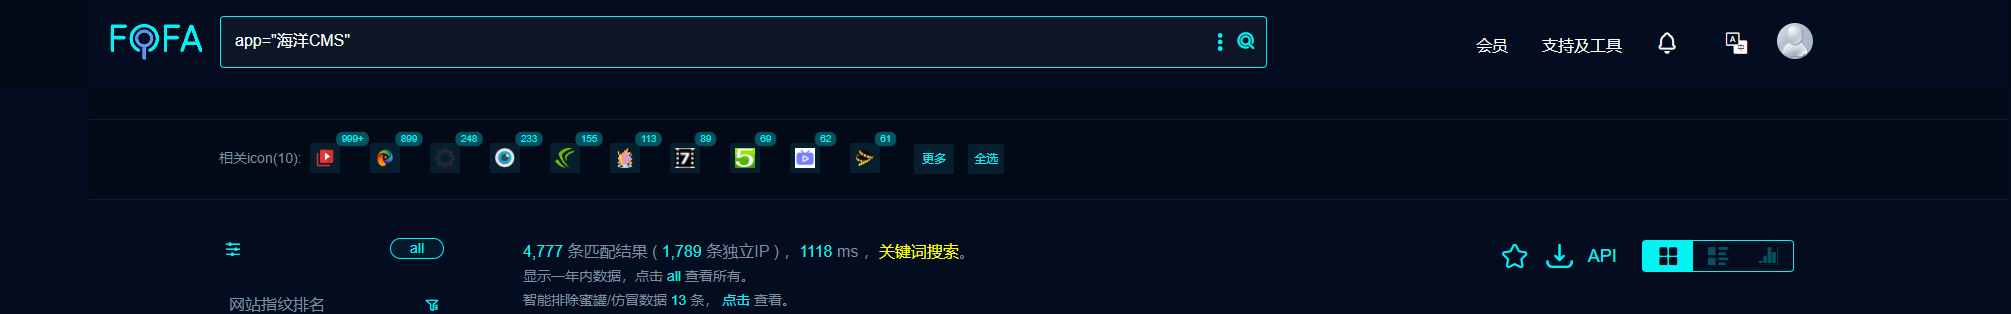 FOFA
app="海洋CMS"
会员 支持及工具
999+ 899 248 233 155 113 89 69 62 61
相关icon(10): 更多 全选
all
4,777 条匹配结果 ( 1,789 条独立IP ) ，1118 ms ，关键词搜索。
API
显示一年内数据，点击 all 查看所有。
智能排除蜜罐/仿冒数据 13 条， 点击 查看。
网站指纹排名